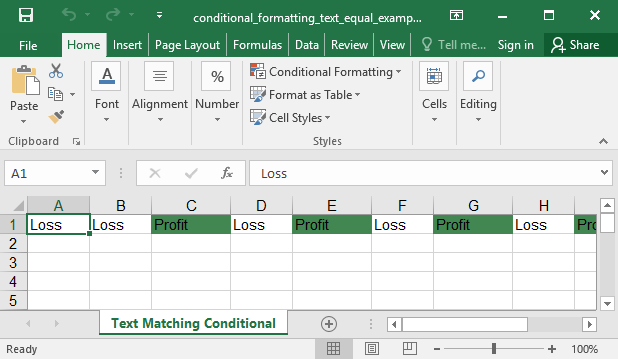 conditional_formatting_text_equal_examp...
File Home Insert Page Layout Formulas Data Review View Tell me... Sign in Share
Paste
Clipboard
A
Font
Alignment
%
Number
Conditional Formatting
Format as Table
Cell Styles
Styles
Cells
Editing
A1 fx Loss
A B C D E F G H
1 Loss Loss Profit Loss Profit Loss Profit Loss
2
3
4
5
Text Matching Conditional
Ready 100%